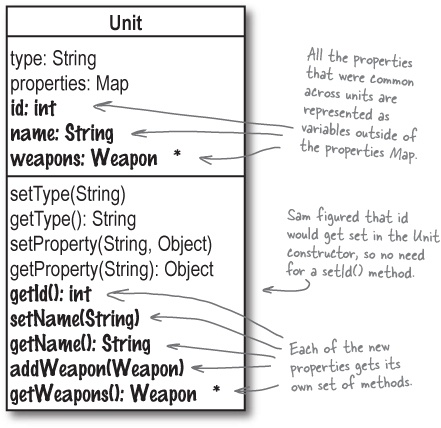 Unit
type: String
properties: Map
id: int
name: String
weapons: Weapon *
setType(String)
getType(): String
setProperty(String, Object)
getProperty(String): Object
getId(): int
setName(String)
getName(): String
addWeapon(Weapon)
getWeapons(): Weapon *
All the properties
that were common
across units are
represented as
variables outside of
the properties Map.
Sam figured that id
would get set in the Unit
constructor, so no need
for a setId() method.
Each of the new
properties gets its
own set of methods.